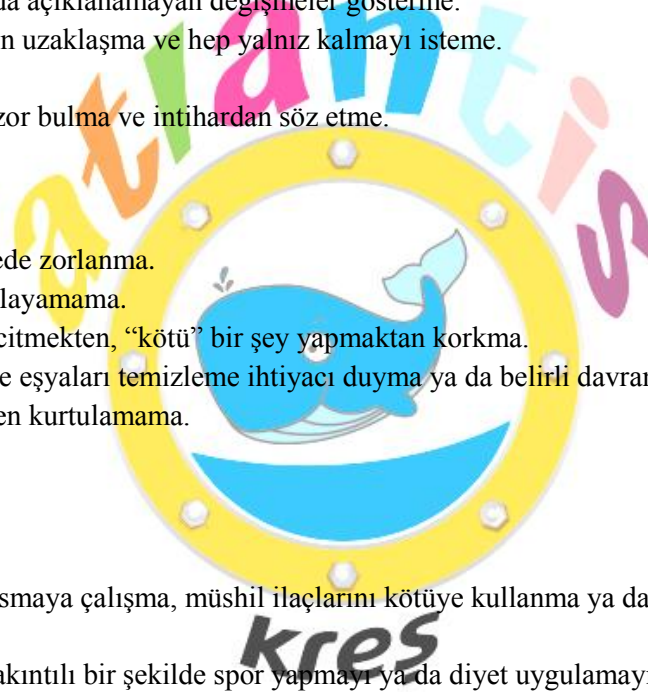 da açıklanamayan değişmeler gösterme.
n uzaklaşma ve hep yalnız kalmayı isteme.
zor bulma ve intihardan söz etme.
ede zorlanma.
layamama.
citmekten, “kötü” bir şey yapmaktan korkma.
e eşyaları temizleme ihtiyacı duyma ya da belirli davran
en kurtulamama.
smaya çalışma, müshil ilaçlarını kötüye kullanma ya da
akıntılı bir şekilde spor yapmayı ya da diyet uygulamayı
atrantis
kreş